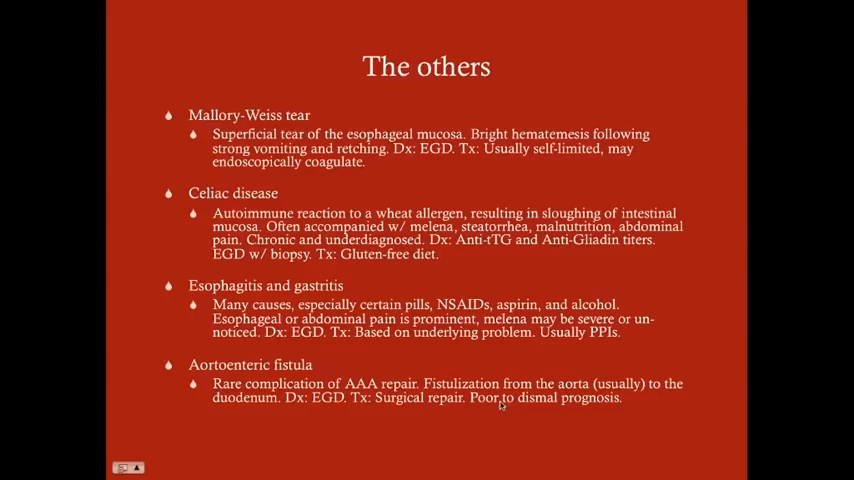 The others
Mallory-Weiss tear
Superficial tear of the esophageal mucosa. Bright hematemesis following
strong vomiting and retching. Dx: EGD. Tx: Usually self-limited, may
endoscopically coagulate.
Celiac disease
Autoimmune reaction to a wheat allergen, resulting in sloughing of intestinal
mucosa. Often accompanied w/ melena, steatorrhea, malnutrition, abdominal
pain. Chronic and underdiagnosed. Dx: Anti-tTG and Anti-Gliadin titers.
EGD w/ biopsy. Tx: Gluten-free diet.
Esophagitis and gastritis
Many causes, especially certain pills, NSAIDs, aspirin, and alcohol.
Esophageal or abdominal pain is prominent, melena may be severe or un-
noticed. Dx: EGD. Tx: Based on underlying problem. Usually PPIs.
Aortoenteric fistula
Rare complication of AAA repair. Fistulization from the aorta (usually) to the
duodenum. Dx: EGD. Tx: Surgical repair. Poor to dismal prognosis.